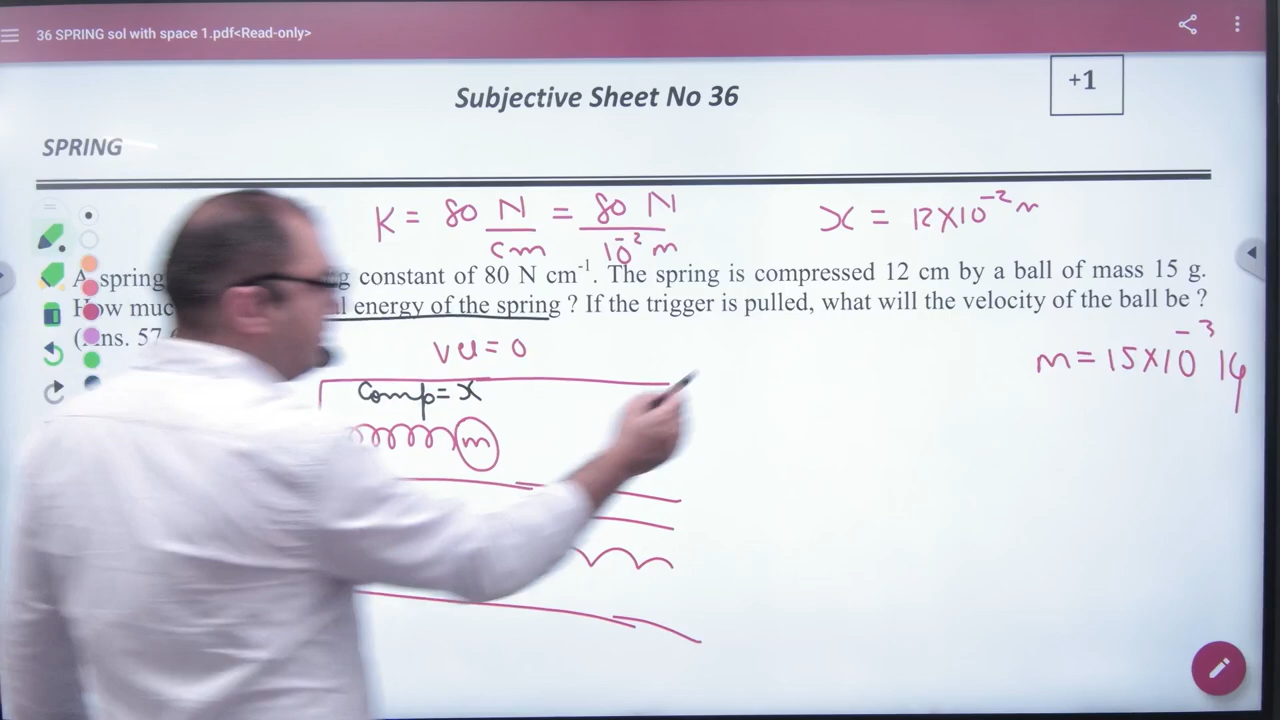 36 SPRING sol with space 1.pdf<Read-only>
Subjective Sheet No 36
+1
SPRING
K = 80 N/cm = 80 N/10⁻² m
x = 12×10⁻² m
A spring constant of 80 N cm⁻¹. The spring is compressed 12 cm by a ball of mass 15 g.
How muc energy of the spring ? If the trigger is pulled, what will the velocity of the ball be ?
ns. 57
vel = 0
m = 15×10⁻³ kg
Comp = x
m